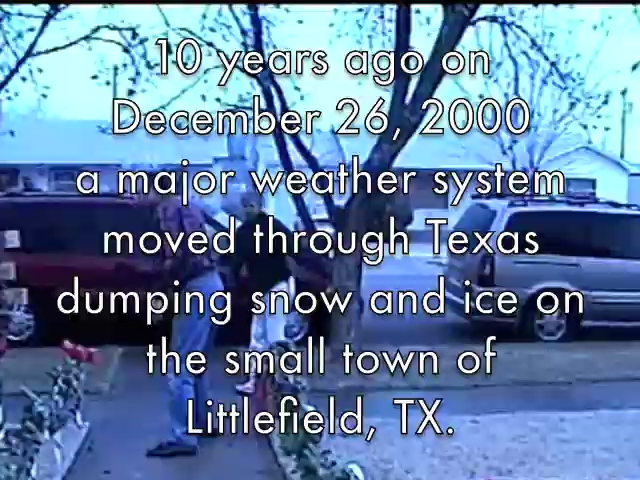 10 years ago on
December 26, 2000
a major weather system
moved through Texas
dumping snow and ice on
the small town of
Littlefield, TX.